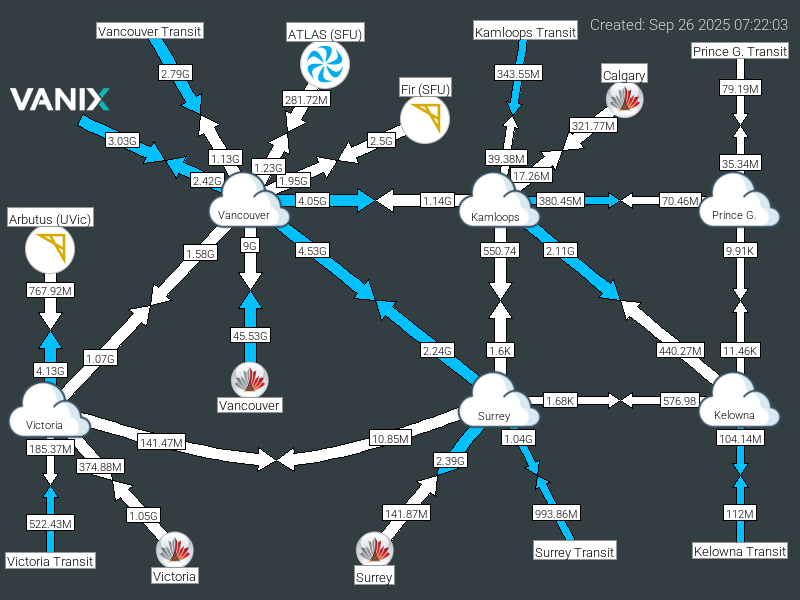 Created: Sep 26 2025 07:22:03
Vancouver Transit
ATLAS (SFU)
Kamloops Transit
Prince G. Transit
2.79G
343.55M
Calgary
79.19M
VANIX
281.72M
Fir (SFU)
321.77M
3.03G
2.5G
1.13G
39.38M
35.34M
1.23G
17.26M
2.42G
1.95G
4.05G
1.14G
380.45M
70.46M
Vancouver
Kamloops
Prince G.
Arbutus (UVic)
1.58G
9G
4.53G
550.74
2.11G
9.91K
767.92M
45.53G
1.07G
2.24G
1.6K
440.27M
11.46K
4.13G
Vancouver
1.68K
576.98
Victoria
Surrey
Kelowna
185.37M
141.47M
10.85M
1.04G
104.14M
374.88M
2.39G
522.43M
1.05G
141.87M
993.86M
112M
Victoria Transit
Victoria
Surrey
Surrey Transit
Kelowna Transit